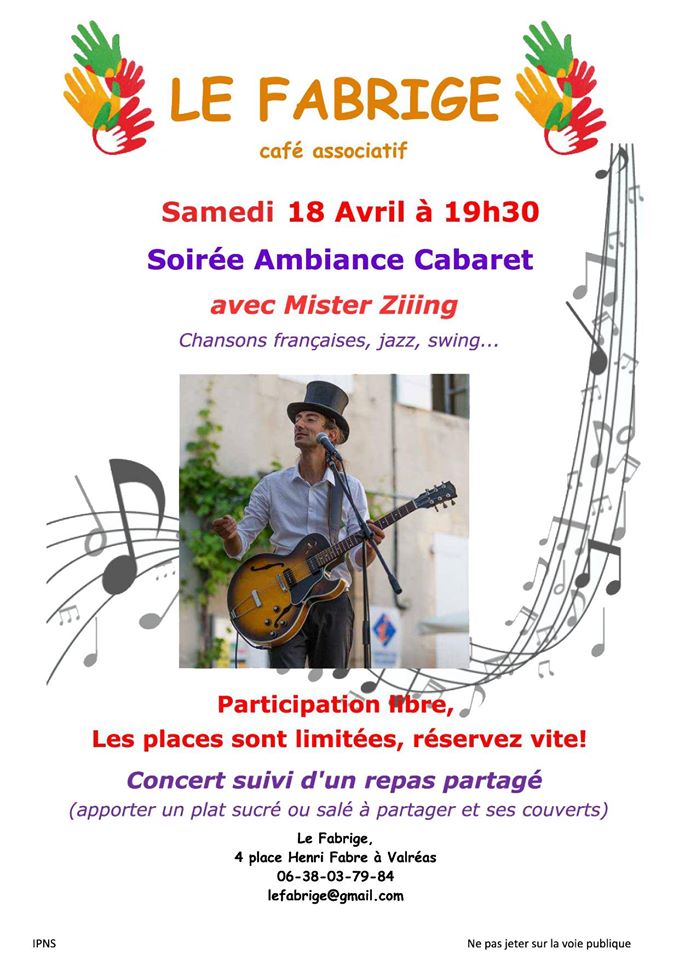 LE FABRIGE
café associatif
Samedi 18 Avril à 19h30
Soirée Ambiance Cabaret
avec Mister Ziiing
Chansons françaises, jazz, swing...
Participation libre,
Les places sont limitées, réservez vite!
Concert suivi d'un repas partagé
(apporter un plat sucré ou salé à partager et ses couverts)
Le Fabrige,
4 place Henri Fabre à Valréas
06-38-03-79-84
lefabrige@gmail.com
IPNS
Ne pas jeter sur la voie publique